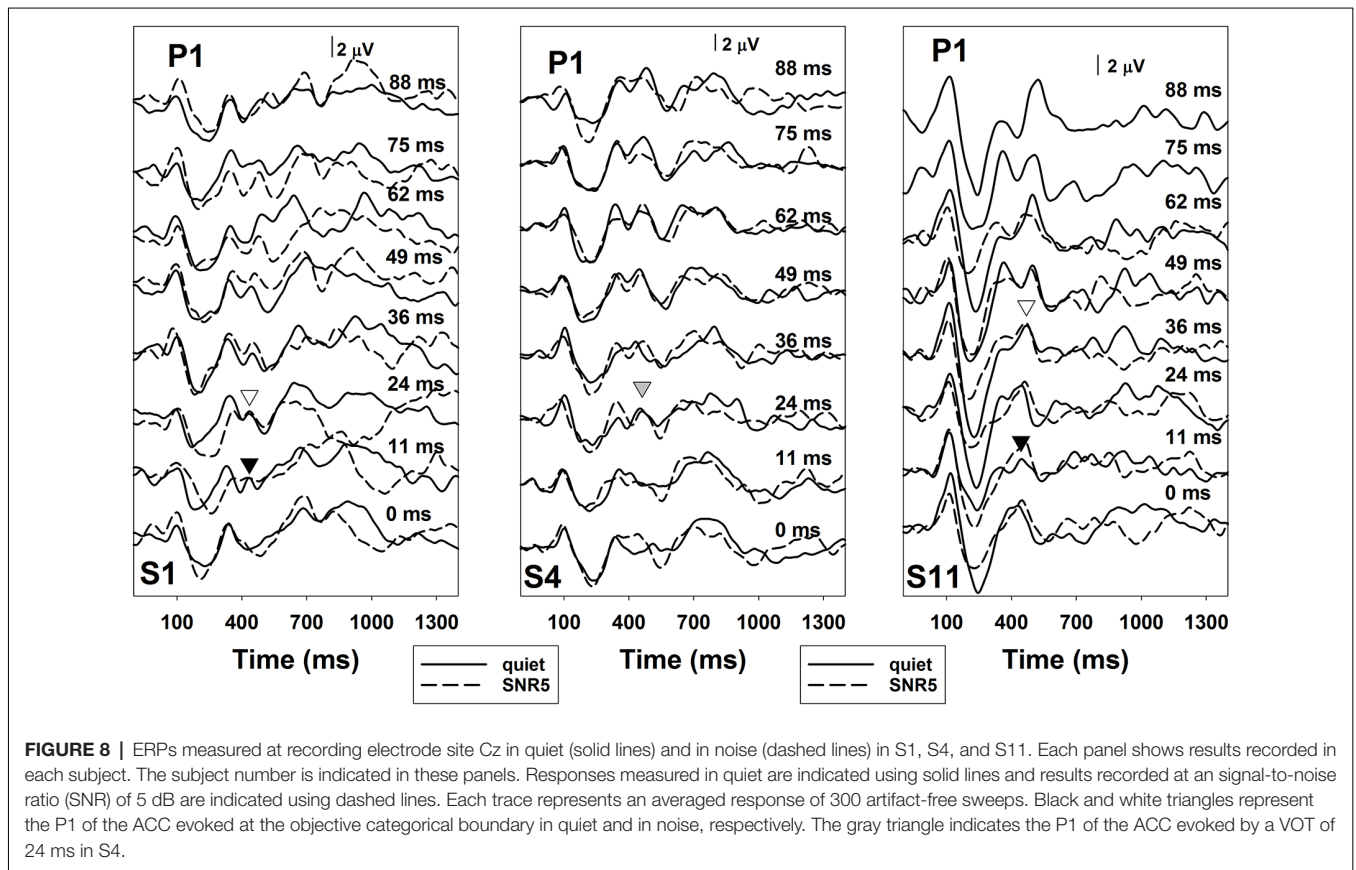 P1
2 µV
88 ms
75 ms
62 ms
49 ms
36 ms
24 ms
11 ms
0 ms
S1
100 400 700 1000 1300
Time (ms)
P1
2 µV
88 ms
75 ms
62 ms
49 ms
36 ms
24 ms
11 ms
0 ms
S4
100 400 700 1000 1300
Time (ms)
P1
2 µV
88 ms
75 ms
62 ms
49 ms
36 ms
24 ms
11 ms
0 ms
S11
100 400 700 1000 1300
Time (ms)
quiet
SNR5
quiet
SNR5
FIGURE 8 | ERPs measured at recording electrode site Cz in quiet (solid lines) and in noise (dashed lines) in S1, S4, and S11. Each panel shows results recorded in
each subject. The subject number is indicated in these panels. Responses measured in quiet are indicated using solid lines and results recorded at an signal-to-noise
ratio (SNR) of 5 dB are indicated using dashed lines. Each trace represents an averaged response of 300 artifact-free sweeps. Black and white triangles represent
the P1 of the ACC evoked at the objective categorical boundary in quiet and in noise, respectively. The gray triangle indicates the P1 of the ACC evoked by a VOT of
24 ms in S4.